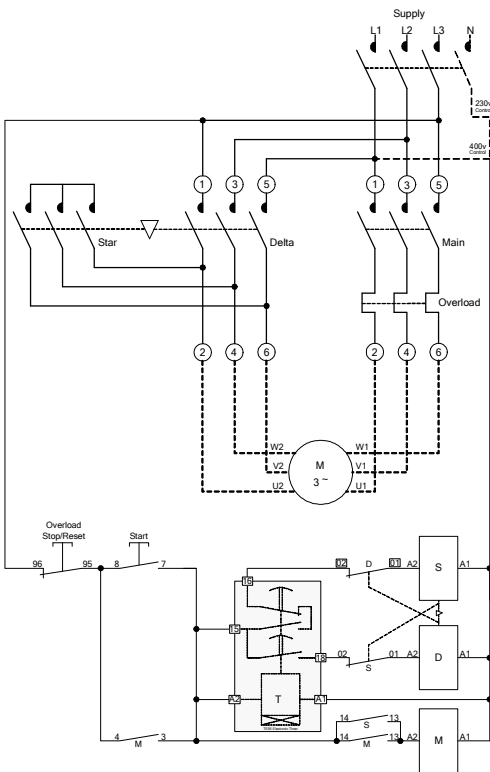 Supply
L1 L2 L3 N
230v
Control
400v
Control
1 3 5 1 3 5
Star Delta Main
Overload
2 4 6 2 4 6
W2 W1
V2 M V1
3 ~
U2 U1
Overload
Stop/Reset Start
96 95 8 7 02 D 01 A2 S A1
16
15
18 02 01 A2 D A1
S
A2 T A1
14 S 13
4 3 14 13 A2 M A1
M M